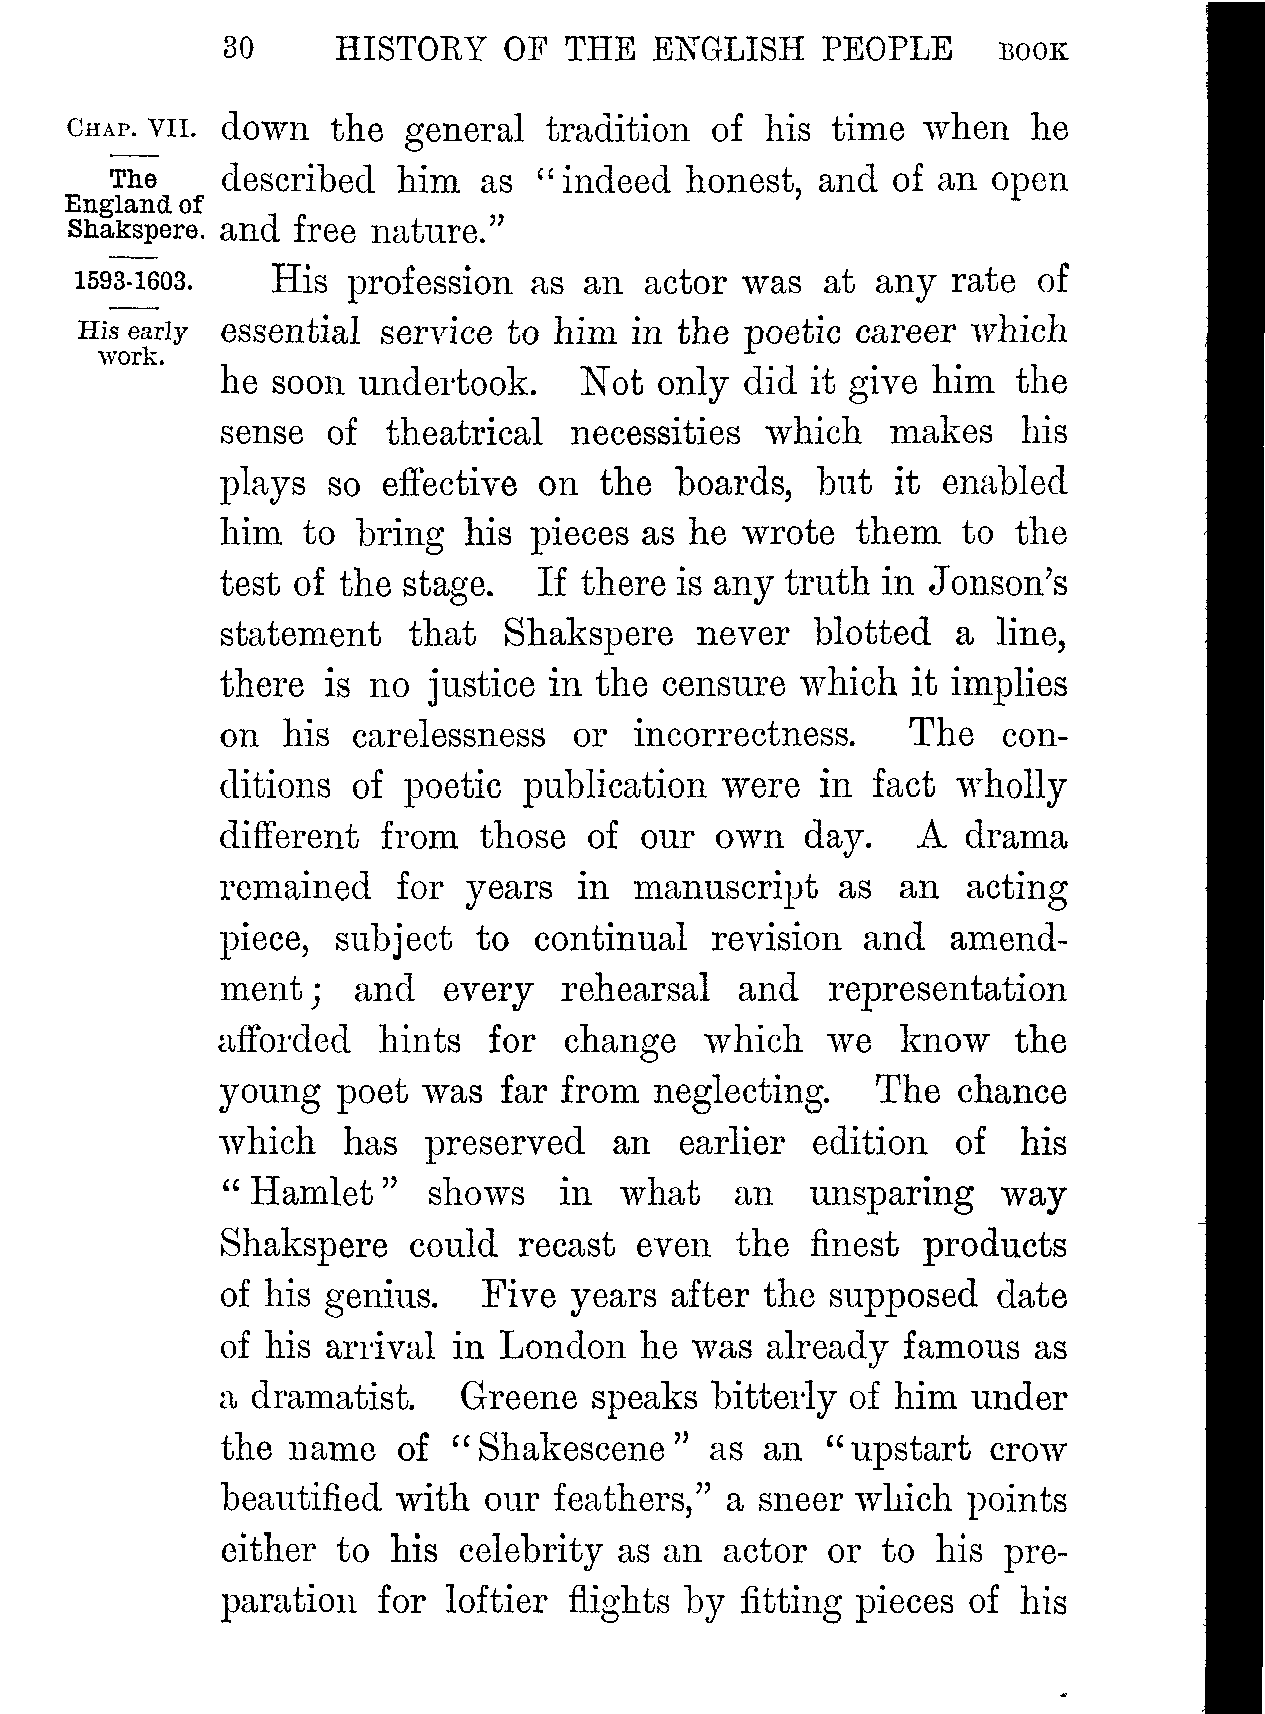 30 HISTORY OF THE ENGLISH PEOPLE BOOK
CHAP. VII.
The
England of
Shakspere.
1593-1603.
His early
work.
down the general tradition of his time when he
described him as “indeed honest, and of an open
and free nature.”
His profession as an actor was at any rate of
essential service to him in the poetic career which
he soon undertook. Not only did it give him the
sense of theatrical necessities which makes his
plays so effective on the boards, but it enabled
him to bring his pieces as he wrote them to the
test of the stage. If there is any truth in Jonson’s
statement that Shakspere never blotted a line,
there is no justice in the censure which it implies
on his carelessness or incorrectness. The con-
ditions of poetic publication were in fact wholly
different from those of our own day. A drama
remained for years in manuscript as an acting
piece, subject to continual revision and amend-
ment; and every rehearsal and representation
afforded hints for change which we know the
young poet was far from neglecting. The chance
which has preserved an earlier edition of his
“Hamlet” shows in what an unsparing way
Shakspere could recast even the finest products
of his genius. Five years after the supposed date
of his arrival in London he was already famous as
a dramatist. Greene speaks bitterly of him under
the name of “Shakescene” as an “upstart crow
beautified with our feathers,” a sneer which points
either to his celebrity as an actor or to his pre-
paration for loftier flights by fitting pieces of his